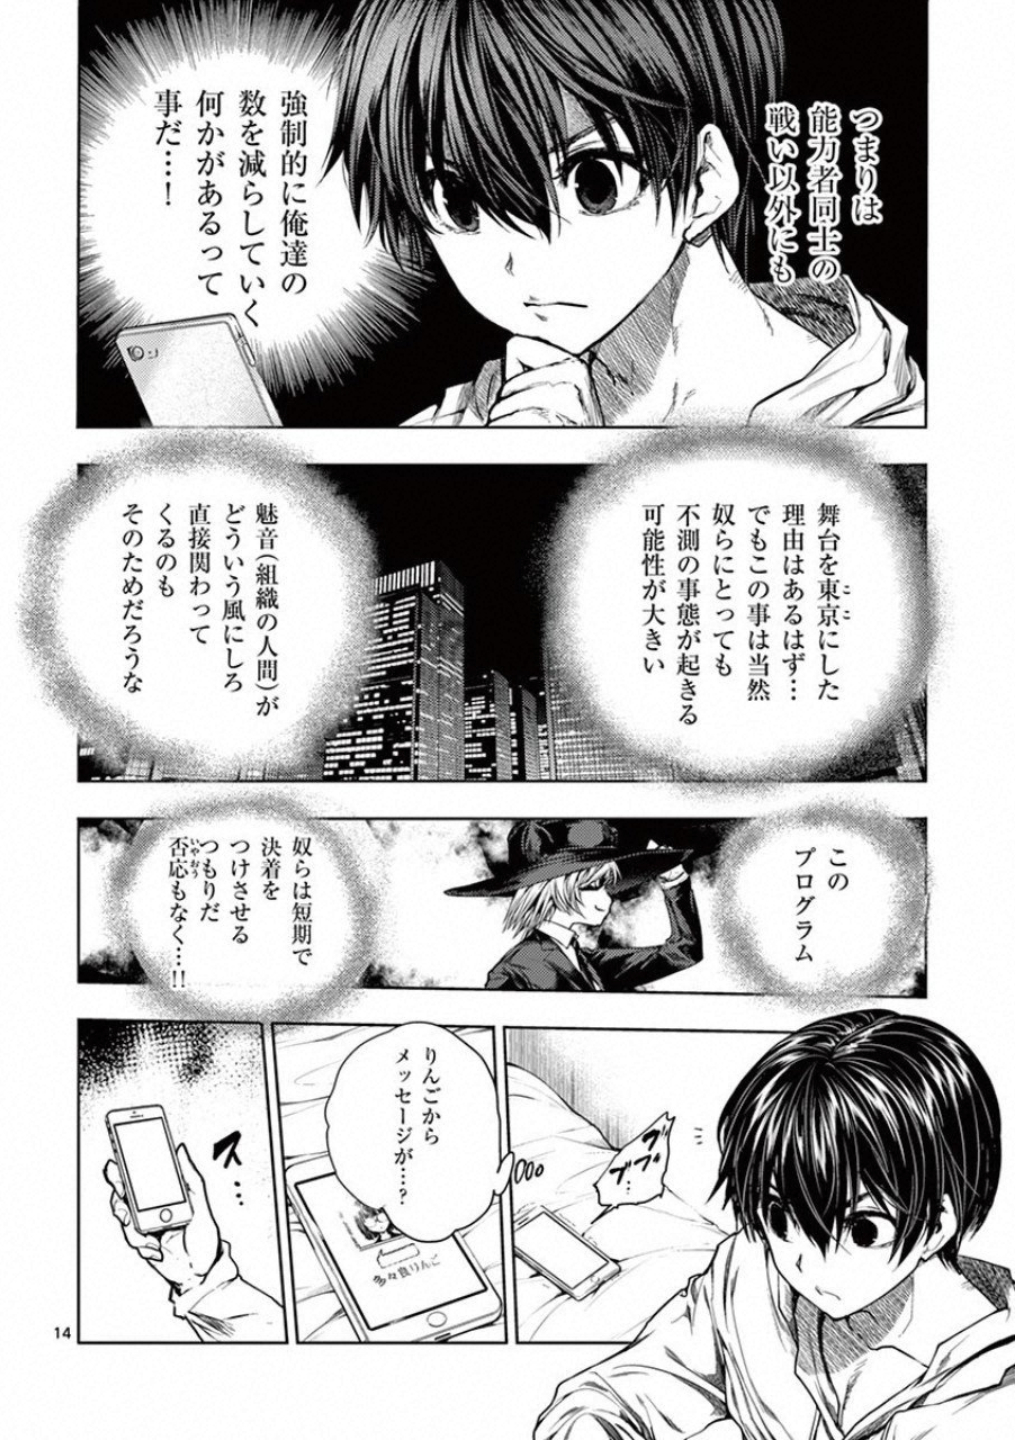 つまりは
能力者同士の
戦い以外にも
強制的に俺達の
数を減らしていく
何かがあるって
事だ…！
舞台を東京にした
ここ
理由はあるはず…
でもこの事は当然
奴らにとっても
不測の事態が起きる
可能性が大きい
魅音(組織の人間)が
どういう風にしろ
直接関わって
くるのも
そのためだろうな
この
プログラム
奴らは短期で
決着を
つけさせる
つもりだ
否応もなく…!!
いやおう
ブブブ…
りんごから
メッセージが…?
多々良りんご
ス…
14